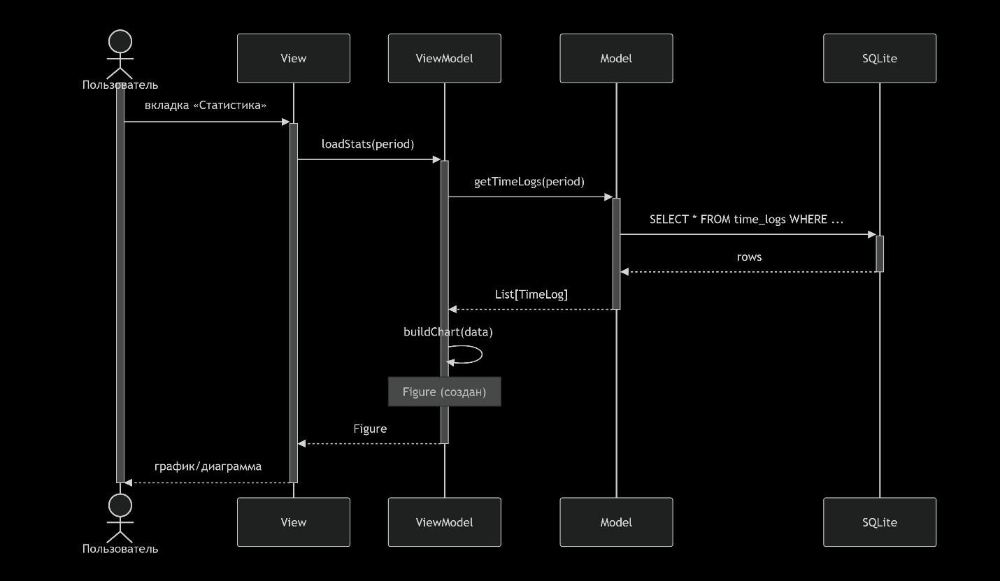 Пользователь
View
ViewModel
Model
SQLite
вкладка «Статистика»
loadStats(period)
getTimeLogs(period)
SELECT * FROM time_logs WHERE ...
rows
List[TimeLog]
buildChart(data)
Figure (создан)
Figure
график/диаграмма
Пользователь
View
ViewModel
Model
SQLite